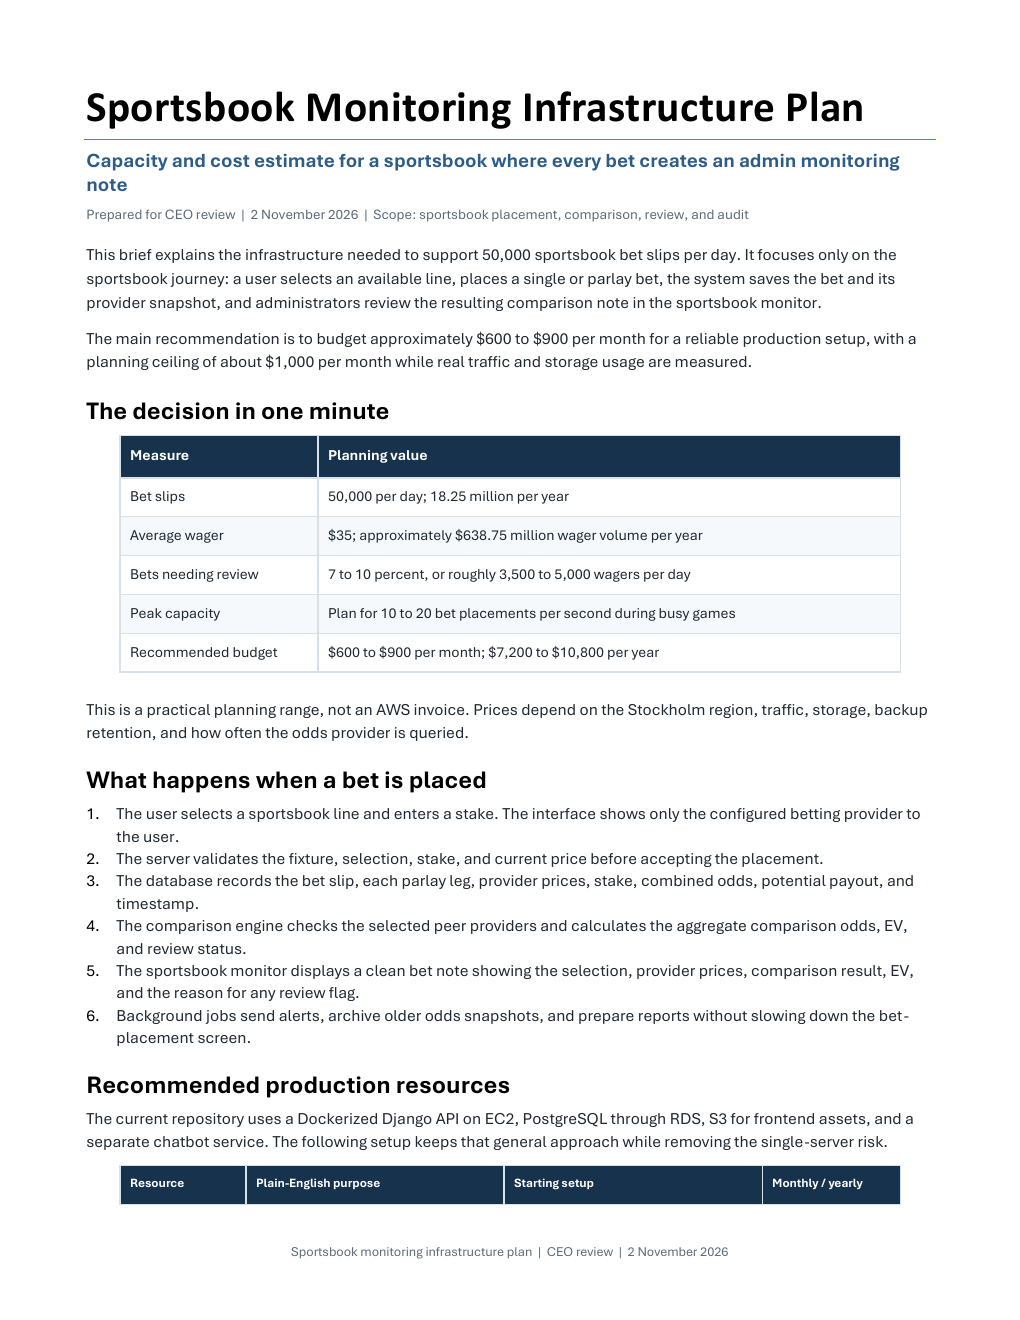 Sportsbook Monitoring Infrastructure Plan
Capacity and cost estimate for a sportsbook where every bet creates an admin monitoring
note
Prepared for CEO review | 2 November 2026 | Scope: sportsbook placement, comparison, review, and audit
This brief explains the infrastructure needed to support 50,000 sportsbook bet slips per day. It focuses only on the
sportsbook journey: a user selects an available line, places a single or parlay bet, the system saves the bet and its
provider snapshot, and administrators review the resulting comparison note in the sportsbook monitor.
The main recommendation is to budget approximately $600 to $900 per month for a reliable production setup, with a
planning ceiling of about $1,000 per month while real traffic and storage usage are measured.
The decision in one minute
Measure Planning value
Bet slips 50,000 per day; 18.25 million per year
Average wager $35; approximately $638.75 million wager volume per year
Bets needing review 7 to 10 percent, or roughly 3,500 to 5,000 wagers per day
Peak capacity Plan for 10 to 20 bet placements per second during busy games
Recommended budget $600 to $900 per month; $7,200 to $10,800 per year
This is a practical planning range, not an AWS invoice. Prices depend on the Stockholm region, traffic, storage, backup
retention, and how often the odds provider is queried.
What happens when a bet is placed
1. The user selects a sportsbook line and enters a stake. The interface shows only the configured betting provider to
the user.
2. The server validates the fixture, selection, stake, and current price before accepting the placement.
3. The database records the bet slip, each parlay leg, provider prices, stake, combined odds, potential payout, and
timestamp.
4. The comparison engine checks the selected peer providers and calculates the aggregate comparison odds, EV,
and review status.
5. The sportsbook monitor displays a clean bet note showing the selection, provider prices, comparison result, EV,
and the reason for any review flag.
6. Background jobs send alerts, archive older odds snapshots, and prepare reports without slowing down the bet-
placement screen.
Recommended production resources
The current repository uses a Dockerized Django API on EC2, PostgreSQL through RDS, S3 for frontend assets, and a
separate chatbot service. The following setup keeps that general approach while removing the single-server risk.
Resource Plain-English purpose Starting setup Monthly / yearly
Sportsbook monitoring infrastructure plan | CEO review | 2 November 2026